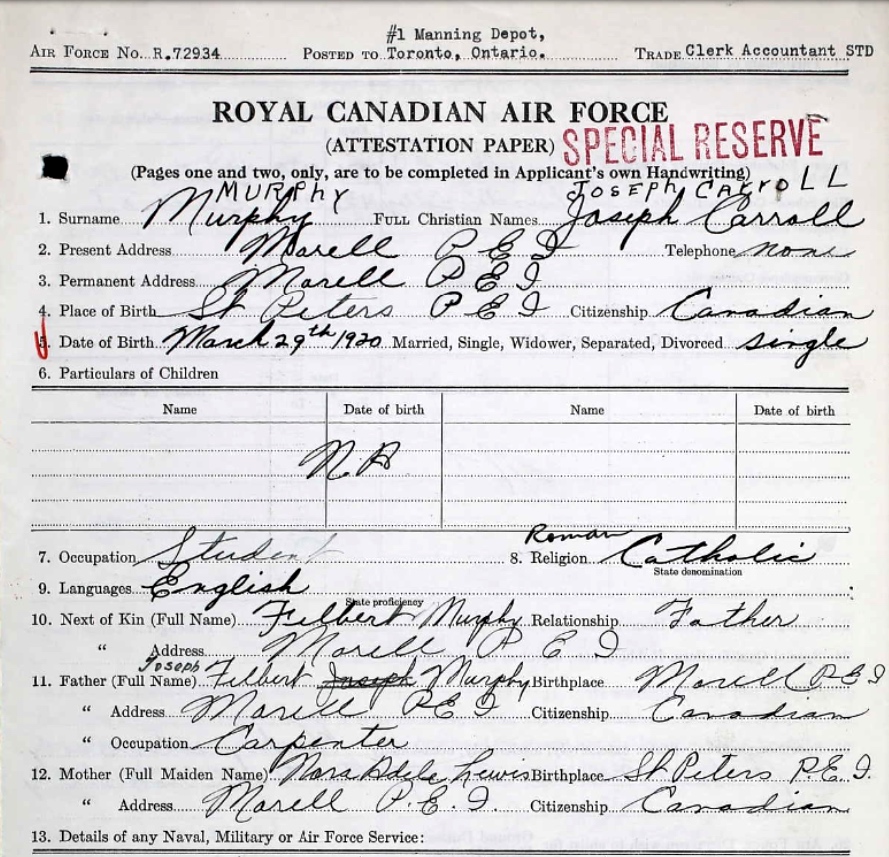 #1 Manning Depot,
AIR FORCE NO. R.72934 POSTED TO Toronto, Ontario. TRADE Clerk Accountant STD
ROYAL CANADIAN AIR FORCE
(ATTESTATION PAPER) SPECIAL RESERVE
(Pages one and two, only, are to be completed in Applicant's own Handwriting)
MURPHY JOSEPH CARROLL
1. Surname Murphy FULL Christian Names Joseph Carroll
2. Present Address Morell P E I Telephone none
3. Permanent Address Morell P E I
4. Place of Birth St Peters P E I Citizenship Canadian
5. Date of Birth March 29th 1920 Married, Single, Widower, Separated, Divorced single
6. Particulars of Children
Name Date of birth Name Date of birth
N.A
Roman
7. Occupation Student 8. Religion Catholic
State denomination
9. Languages English
State proficiency
10. Next of Kin (Full Name) Filbert Murphy Relationship Father
" Address Morell P E I
Joseph
11. Father (Full Name) Filbert Joseph Murphy Birthplace Morell P E I
" Address Morell P E I Citizenship Canadian
" Occupation Carpenter
12. Mother (Full Maiden Name) Nora Adele Lewis Birthplace St Peters P.E.I.
" Address Morell P.E.I. Citizenship Canadian
13. Details of any Naval, Military or Air Force Service: